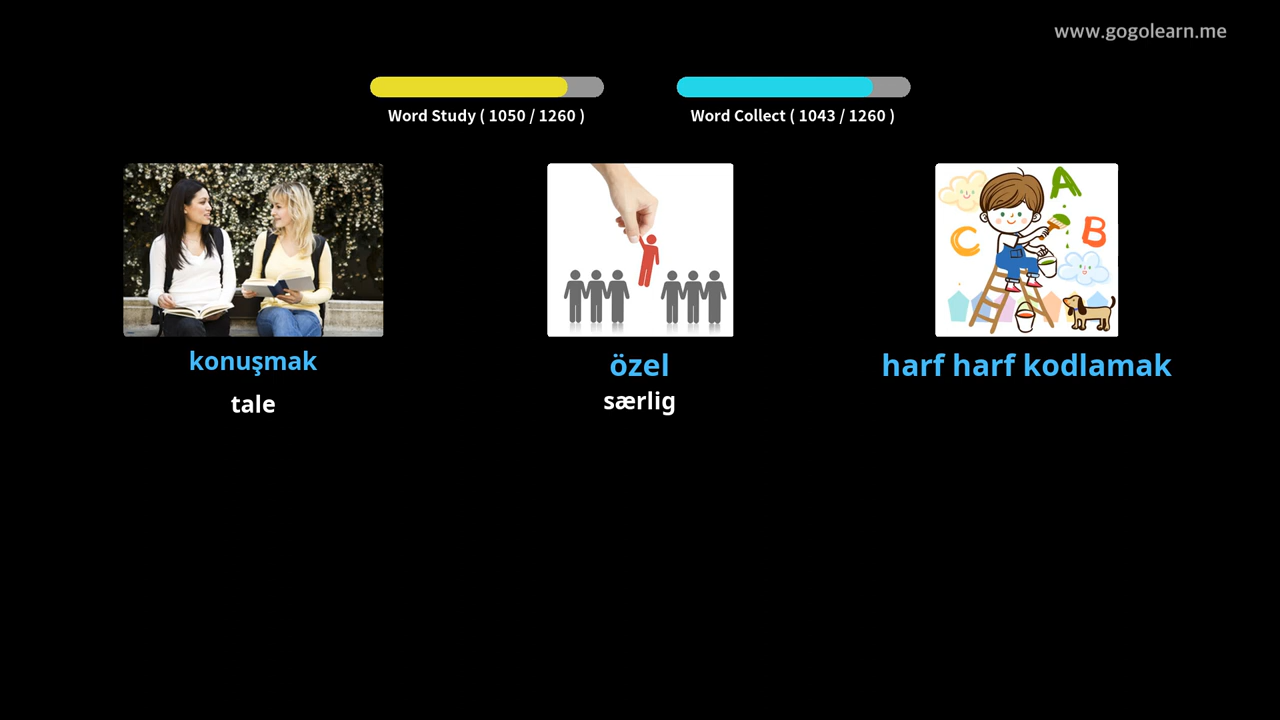 www.gogolearn.me
Word Study ( 1050 / 1260 )
Word Collect ( 1043 / 1260 )
A
B
C
konuşmak
özel
harf harf kodlamak
tale
særlig